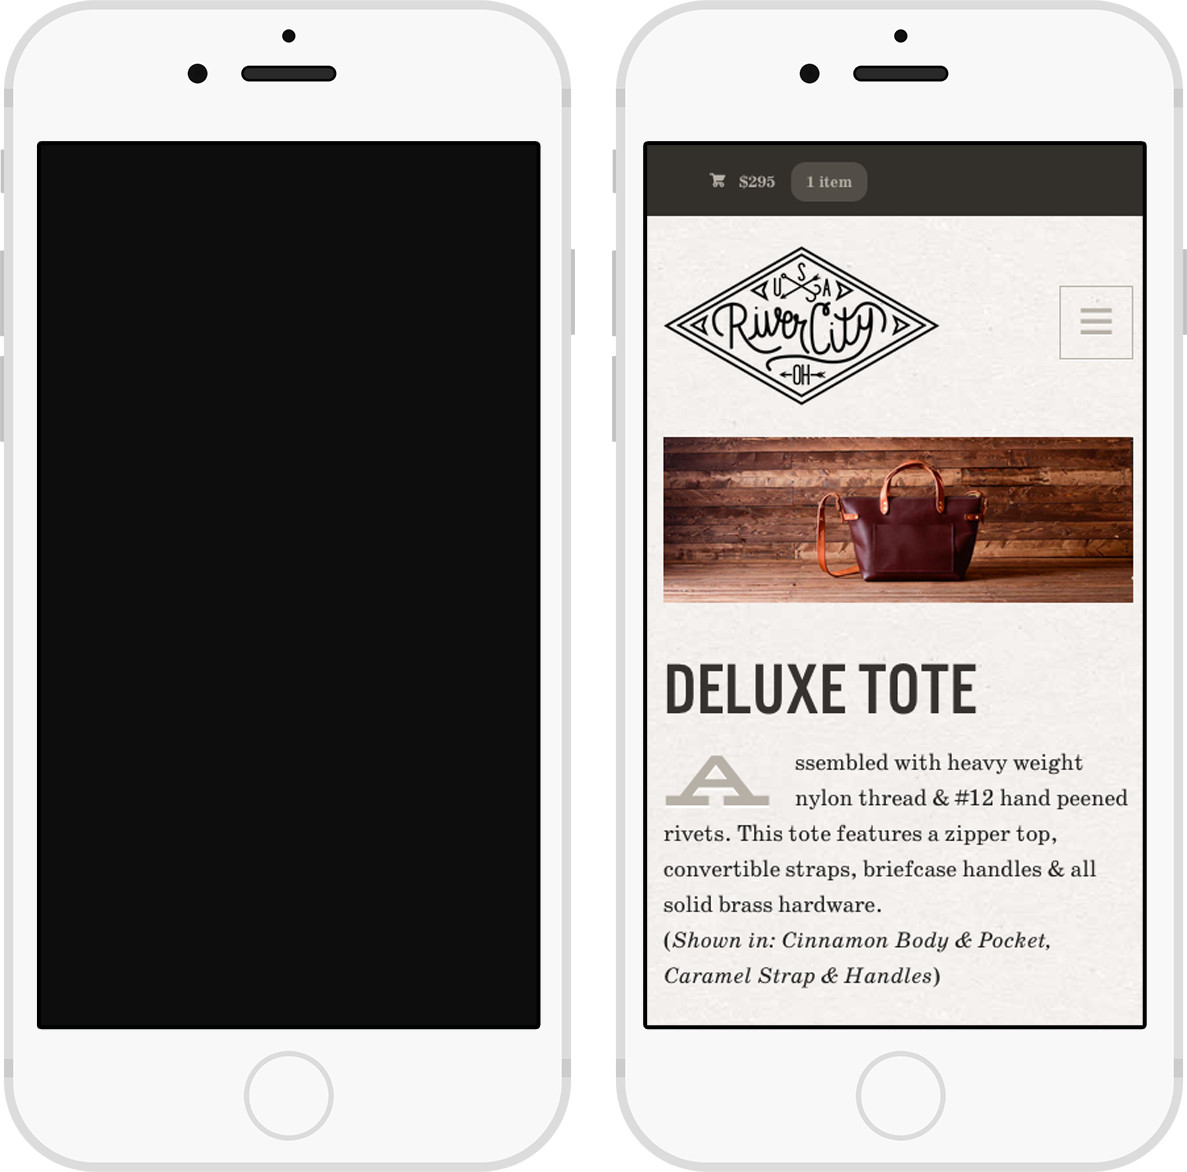 $295 1 item
U S A
River City
OH
DELUXE TOTE
Assembled with heavy weight
nylon thread & #12 hand peened
rivets. This tote features a zipper top,
convertible straps, briefcase handles & all
solid brass hardware.
(Shown in: Cinnamon Body & Pocket,
Caramel Strap & Handles)